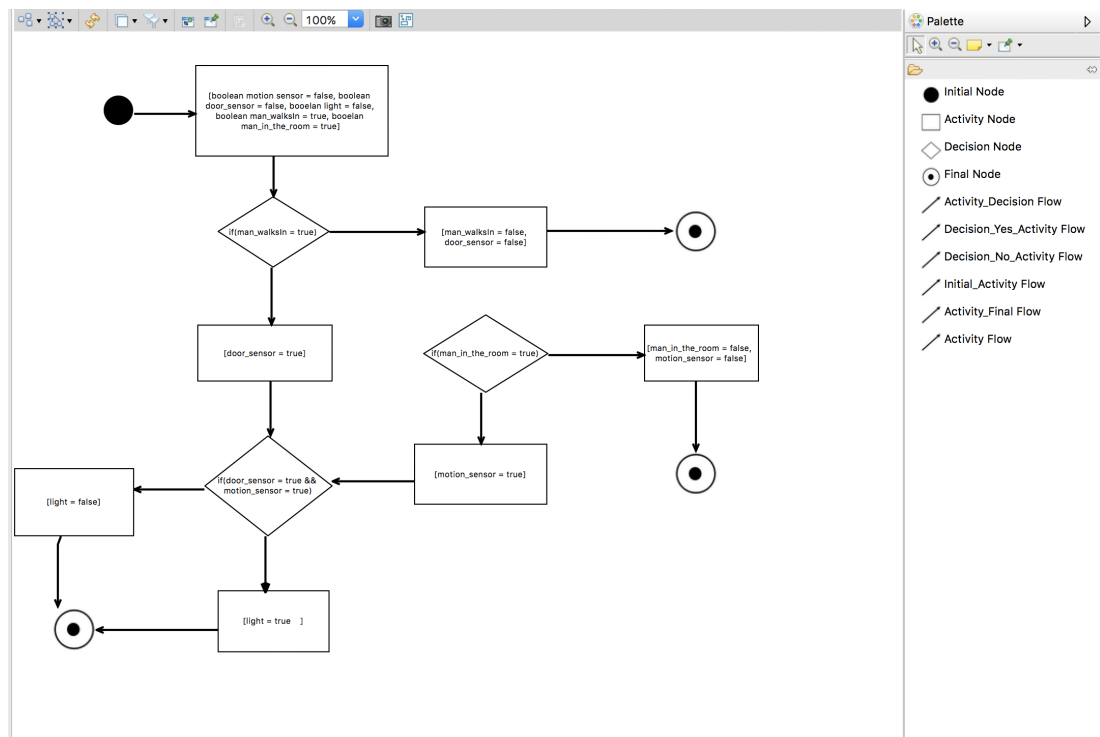 100%
Palette
[boolean motion sensor = false, boolean
door_sensor = false, booelan light = false,
boolean man_walksIn = true, booelan
man_in_the_room = true]
if(man_walksIn = true)
[man_walksIn = false,
door_sensor = false]
[door_sensor = true]
if(man_in_the_room = true)
[man_in_the_room = false,
motion_sensor = false]
if(door_sensor = true &&
motion_sensor = true)
[motion_sensor = true]
[light = false]
[light = true    ]
Initial Node
Activity Node
Decision Node
Final Node
Activity_Decision Flow
Decision_Yes_Activity Flow
Decision_No_Activity Flow
Initial_Activity Flow
Activity_Final Flow
Activity Flow